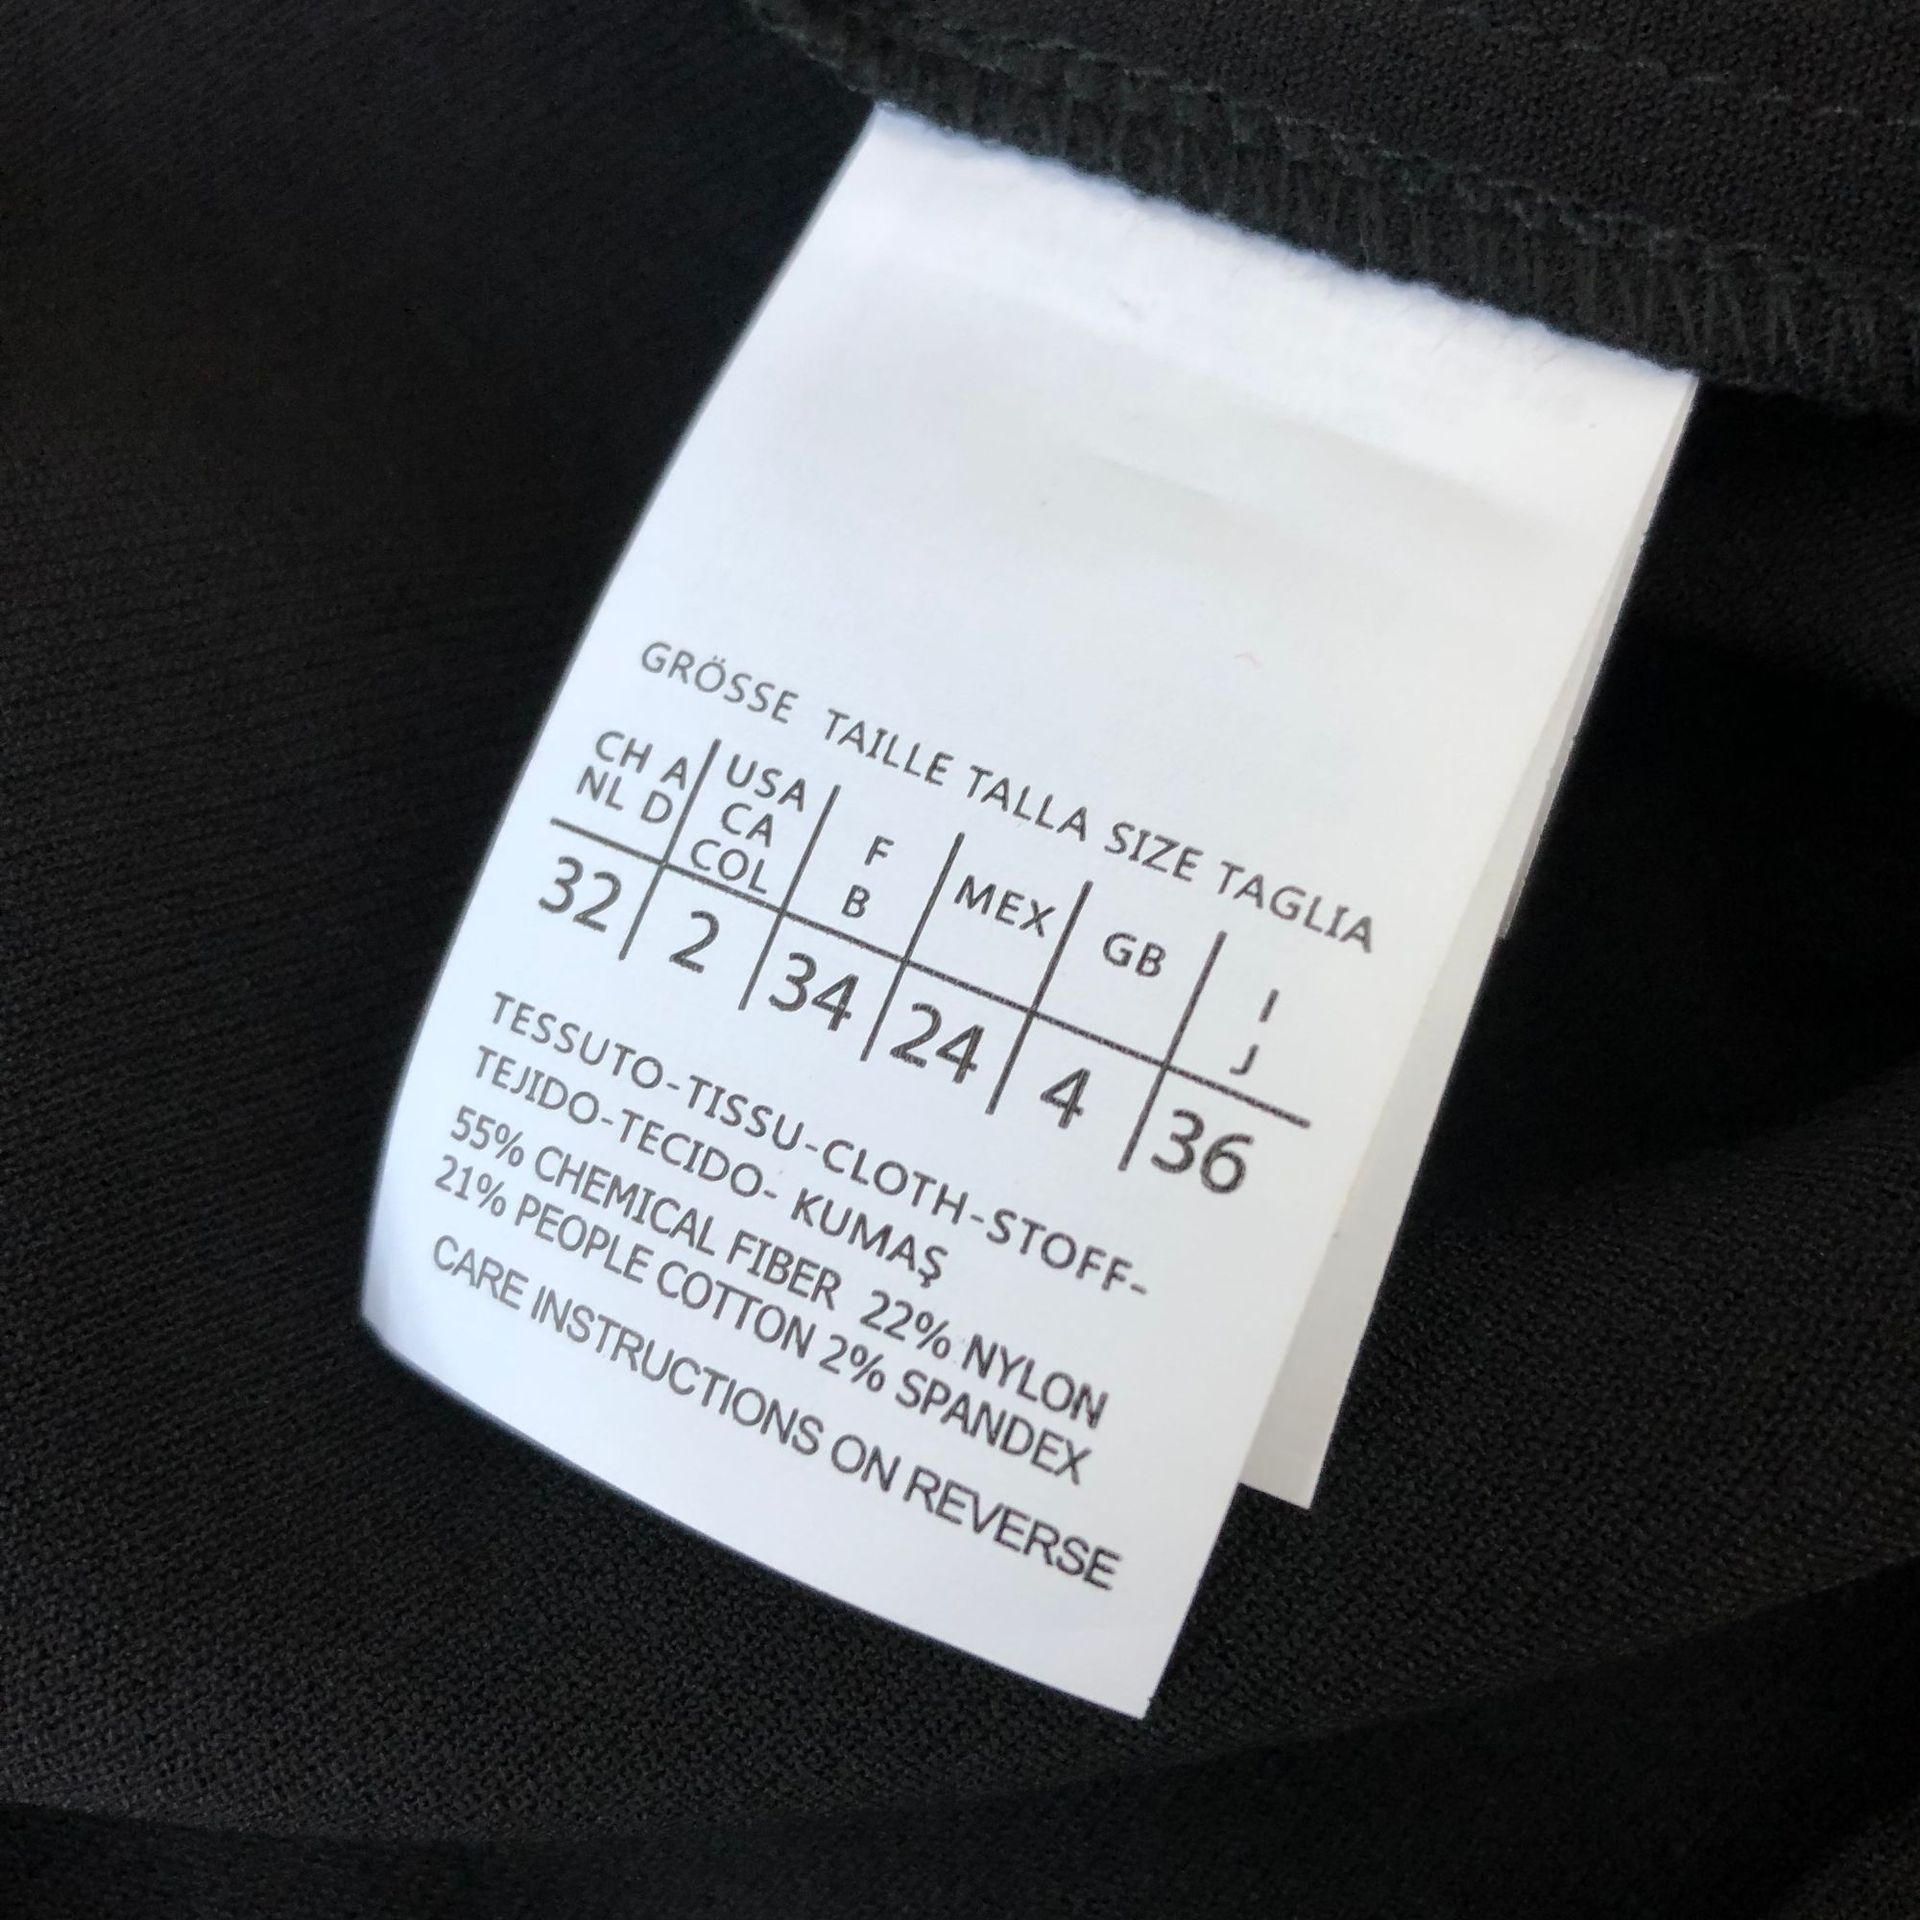 GRÖSSE TAILLE TALLA SIZE TAGLIA
CH A USA F MEX GB I
NL D CA B J
COL
32 2 34 24 4 36
TESSUTO-TISSU-CLOTH-STOFF-
TEJIDO-TECIDO- KUMAŞ
55% CHEMICAL FIBER 22% NYLON
21% PEOPLE COTTON 2% SPANDEX
CARE INSTRUCTIONS ON REVERSE